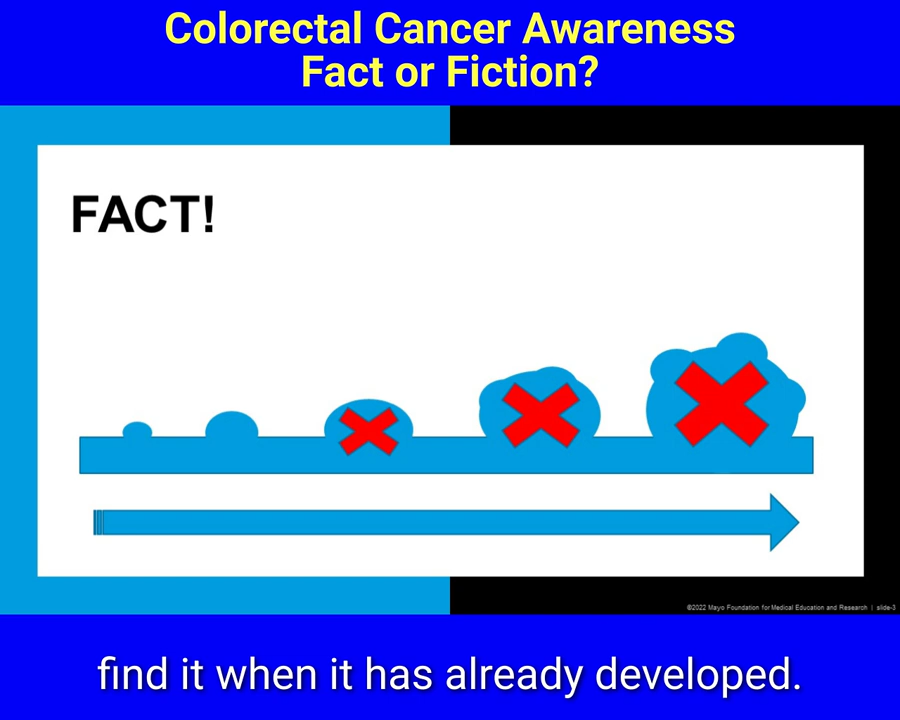 Colorectal Cancer Awareness
Fact or Fiction?
FACT!
©2022 Mayo Foundation for Medical Education and Research | slide-3
find it when it has already developed.